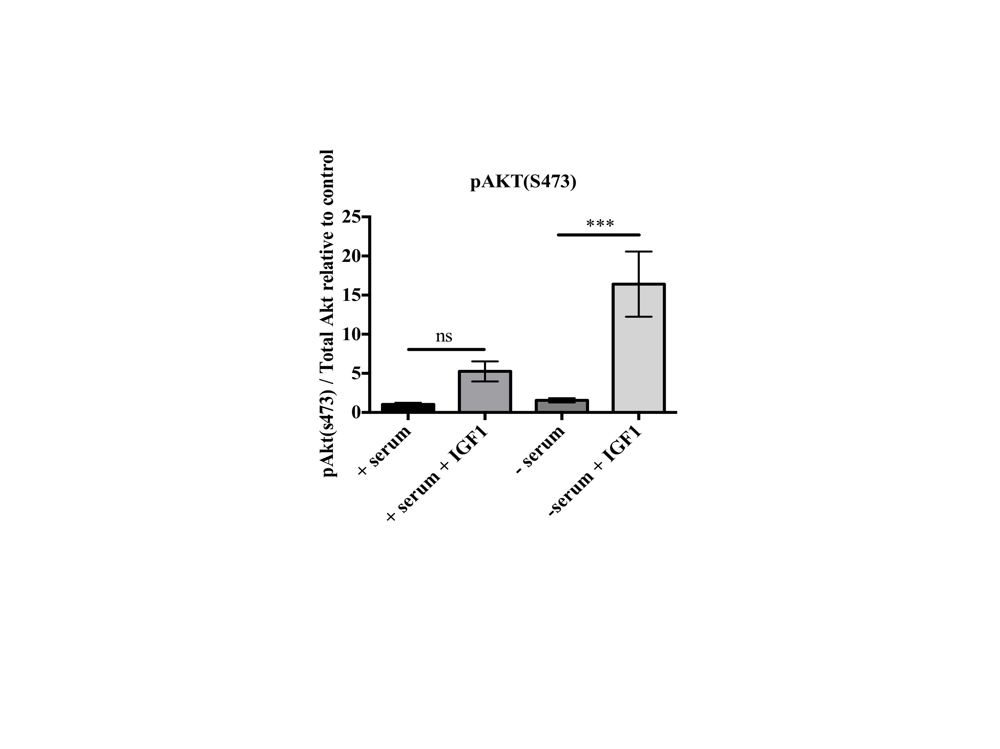 pAKT(S473)
pAkt(s473) / Total Akt relative to control
25
20
15
10
5
0
***
ns
+ serum
+ serum + IGF1
- serum
-serum + IGF1